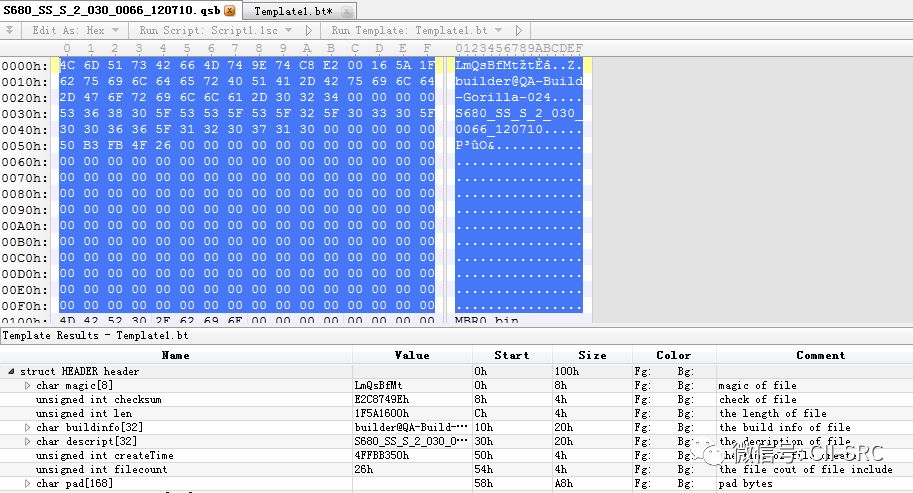 S680_SS_S_2_030_0066_120710.qsb Template1.bt*
Edit As: Hex Run Script: Script1.1sc Run Template: Template1.bt
0 1 2 3 4 5 6 7 8 9 A B C D E F 0123456789ABCDEF
0000h: 4C 6D 51 73 42 66 4D 74 9E 74 C8 E2 00 16 5A 1F LmQsBfMtžtÈâ..Z.
0010h: 62 75 69 6C 64 65 72 40 51 41 2D 42 75 69 6C 64 builder@QA-Build
0020h: 2D 47 6F 72 69 6C 6C 61 2D 30 32 34 00 00 00 00 -Gorilla-024....
0030h: 53 36 38 30 5F 53 53 5F 53 5F 32 5F 30 33 30 5F S680_SS_S_2_030_
0040h: 30 30 36 36 5F 31 32 30 37 31 30 00 00 00 00 00 0066_120710.....
0050h: 50 B3 FB 4F 26 00 00 00 00 00 00 00 00 00 00 00 P³ûO&...........
0060h: 00 00 00 00 00 00 00 00 00 00 00 00 00 00 00 00 ................
0070h: 00 00 00 00 00 00 00 00 00 00 00 00 00 00 00 00 ................
0080h: 00 00 00 00 00 00 00 00 00 00 00 00 00 00 00 00 ................
0090h: 00 00 00 00 00 00 00 00 00 00 00 00 00 00 00 00 ................
00A0h: 00 00 00 00 00 00 00 00 00 00 00 00 00 00 00 00 ................
00B0h: 00 00 00 00 00 00 00 00 00 00 00 00 00 00 00 00 ................
00C0h: 00 00 00 00 00 00 00 00 00 00 00 00 00 00 00 00 ................
00D0h: 00 00 00 00 00 00 00 00 00 00 00 00 00 00 00 00 ................
00E0h: 00 00 00 00 00 00 00 00 00 00 00 00 00 00 00 00 ................
00F0h: 00 00 00 00 00 00 00 00 00 00 00 00 00 00 00 00 ................
0100h: 4D 42 52 30 2E 62 69 6E 00 00 00 00 00 00 00 00 MBR0.bin........
Template Results - Template1.bt
Name Value Start Size Color Comment
struct HEADER header 0h 100h Fg: Bg:
char magic[8] LmQsBfMt 0h 8h Fg: Bg: magic of file
unsigned int checksum E2C8749Eh 8h 4h Fg: Bg: check of file
unsigned int len 1F5A1600h Ch 4h Fg: Bg: the length of file
char buildinfo[32] builder@QA-Build-··· 10h 20h Fg: Bg: the build info of file
char descript[32] S680_SS_S_2_030_0··· 30h 20h Fg: Bg: the decription of file
unsigned int createTime 4FFBB350h 50h 4h Fg: Bg:
unsigned int filecount 26h 54h 4h Fg: Bg: the file cout of file include
char pad[168] 58h A8h Fg: Bg: pad bytes
微信号: CIIPSRC